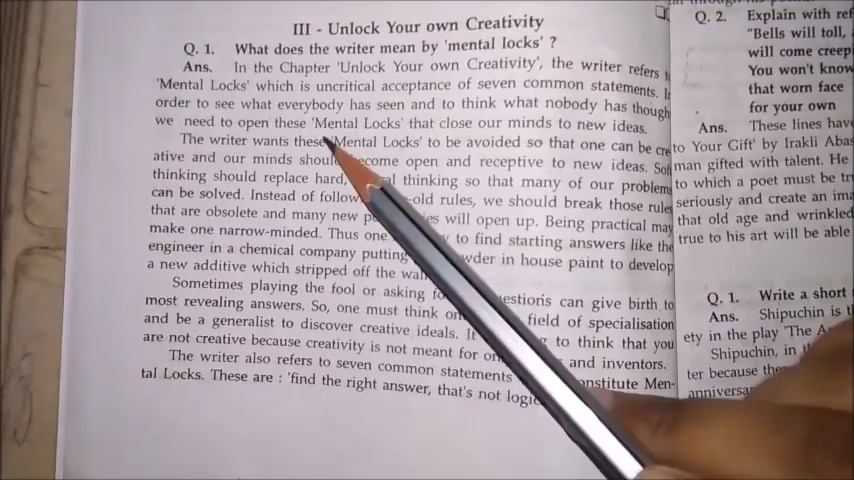 III - Unlock Your own Creativity
Q. 1. What does the writer mean by 'mental locks' ?
Ans. In the Chapter 'Unlock Your own Creativity', the writer refers
'Mental Locks' which is uncritical acceptance of seven common statements. In
order to see what everybody has seen and to think what nobody has though
we need to open these 'Mental Locks' that close our minds to new ideas.
The writer wants these 'Mental Locks' to be avoided so that one can be cre
ative and our minds should become open and receptive to new ideas. Sof
thinking should replace hard, thinking so that many of our problems
can be solved. Instead of follow -old rules, we should break those rules
that are obsolete and many new will open up. Being practical may
make one narrow-minded. Thus one to find starting answers like the
engineer in a chemical company putting in house paint to develop
a new additive which stripped off the
Sometimes playing the fool or asking can give birth to
most revealing answers. So, one must think field of specialisation
and be a generalist to discover creative ideals. to think that you
are not creative because creativity is not meant for and inventors.
The writer also refers to seven common statements constitute Men-
tal Locks. These are : 'find the right answer, that's not logic
Q. 2. Explain with ref
"Bells will toll,
will come creep
You won't know
that worn face
for your own
Ans. These lines hav
to Your Gift' by Irakli Abas
man gifted with talent. He
to which a poet must be tr
seriously and create an ima
that old age and wrinkled
true to his art will be able
Q. 1. Write a short
Ans. Shipuchin is t
ety in the play 'The A
Shipuchin, in
ter because the
anniversa